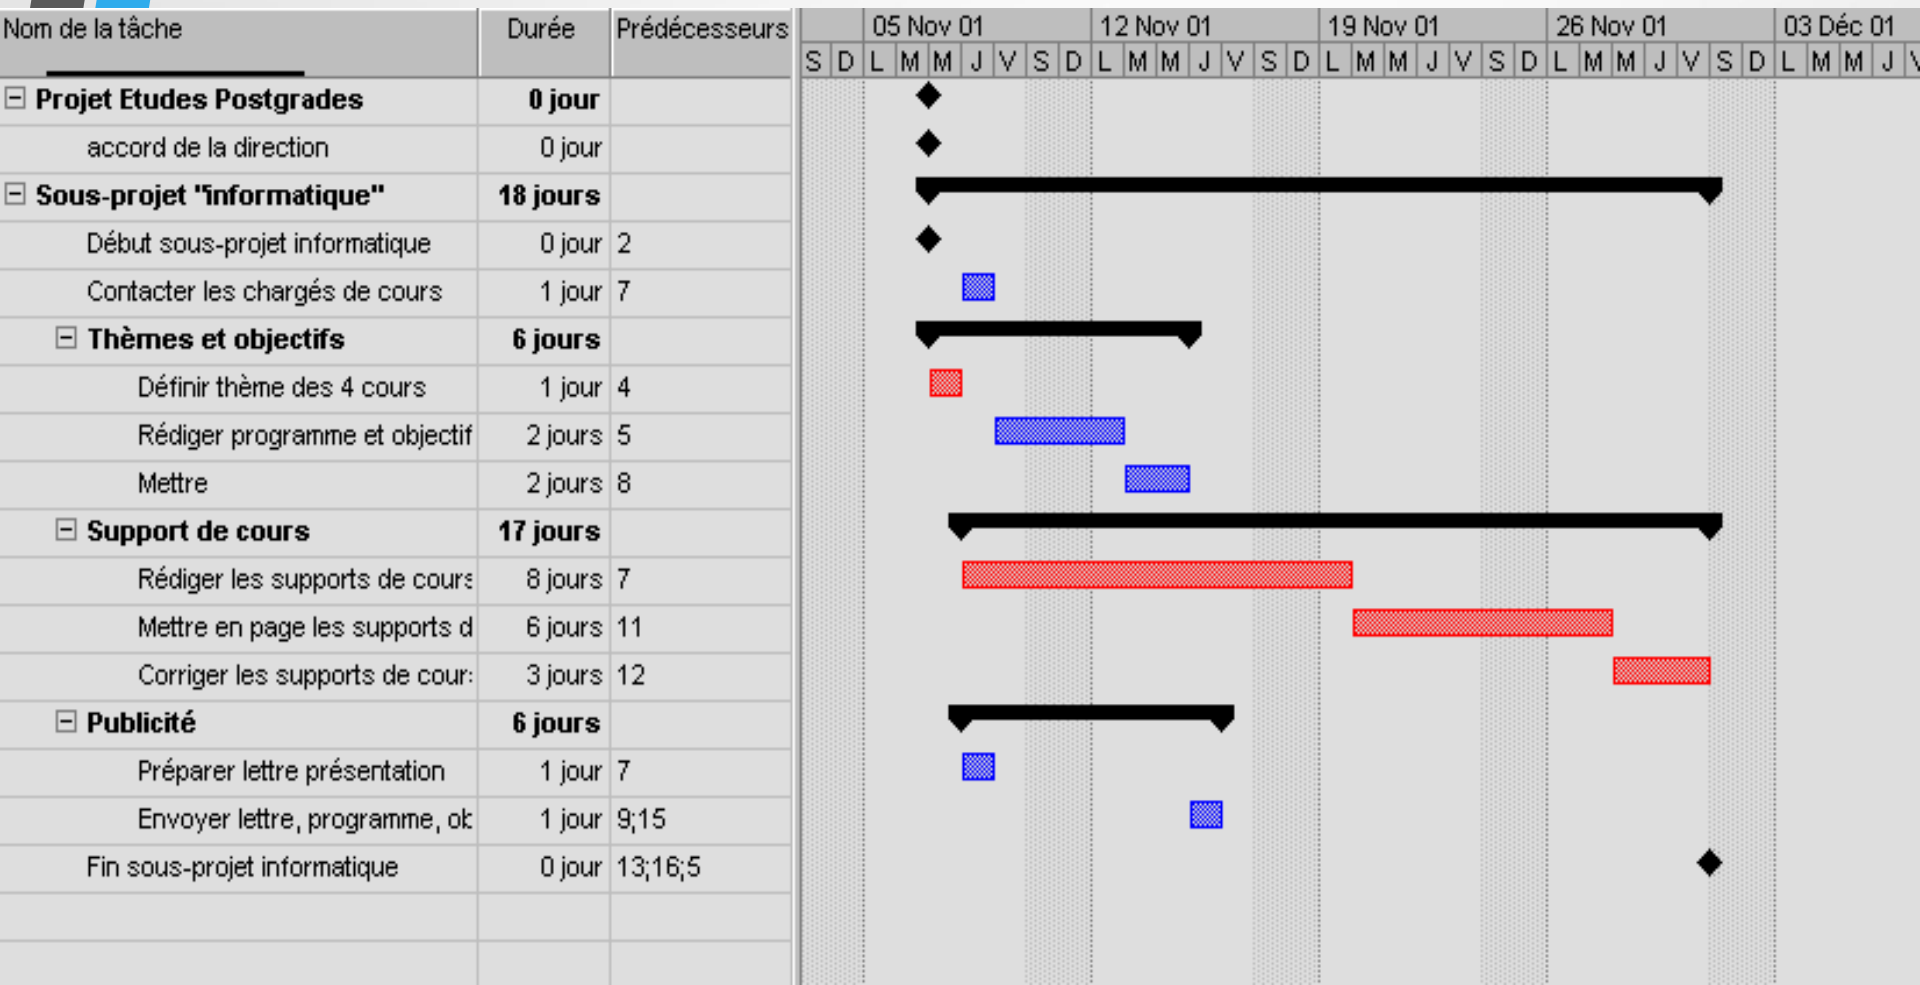 Nom de la tâche Durée Prédécesseurs 05 Nov 01 12 Nov 01 19 Nov 01 26 Nov 01 03 Déc 01
S D L M M J V S D L M M J V S D L M M J V S D L M M J V S D L M M J V
Projet Etudes Postgrades 0 jour
accord de la direction 0 jour
Sous-projet "informatique" 18 jours
Début sous-projet informatique 0 jour 2
Contacter les chargés de cours 1 jour 7
Thèmes et objectifs 6 jours
Définir thème des 4 cours 1 jour 4
Rédiger programme et objectif 2 jours 5
Mettre 2 jours 8
Support de cours 17 jours
Rédiger les supports de cours 8 jours 7
Mettre en page les supports d 6 jours 11
Corriger les supports de cour 3 jours 12
Publicité 6 jours
Préparer lettre présentation 1 jour 7
Envoyer lettre, programme, ob 1 jour 9;15
Fin sous-projet informatique 0 jour 13;16;5